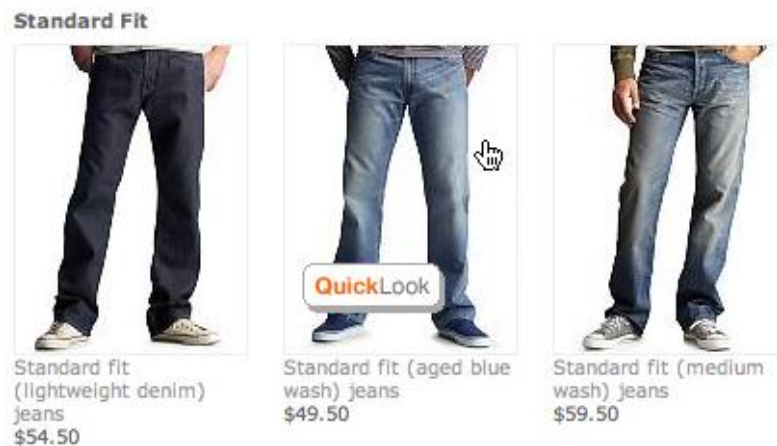 Standard Fit
QuickLook
Standard fit
(lightweight denim)
jeans
$54.50
Standard fit (aged blue
wash) jeans
$49.50
Standard fit (medium
wash) jeans
$59.50